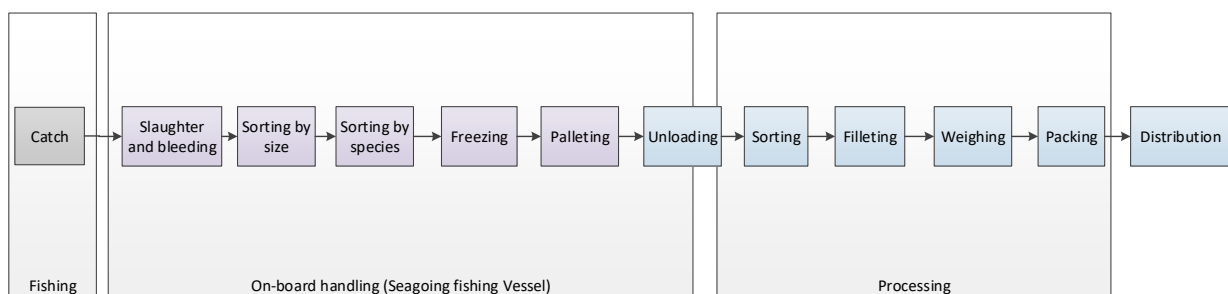 Catch
Slaughter
and bleeding
Sorting by
size
Sorting by
species
Freezing
Palleting
Unloading
Sorting
Filleting
Weighing
Packing
Distribution
Fishing
On-board handling (Seagoing fishing Vessel)
Processing